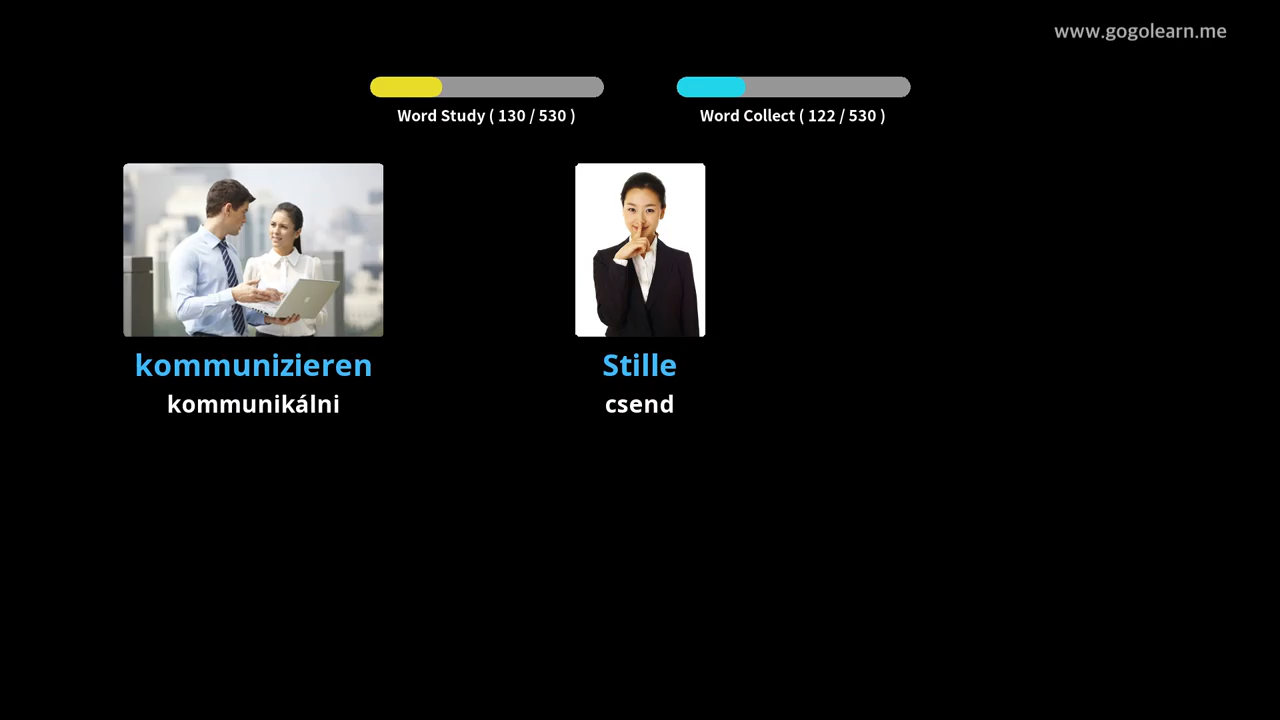 www.gogolearn.me
Word Study ( 130 / 530 )
Word Collect ( 122 / 530 )
kommunizieren
kommunikálni
Stille
csend